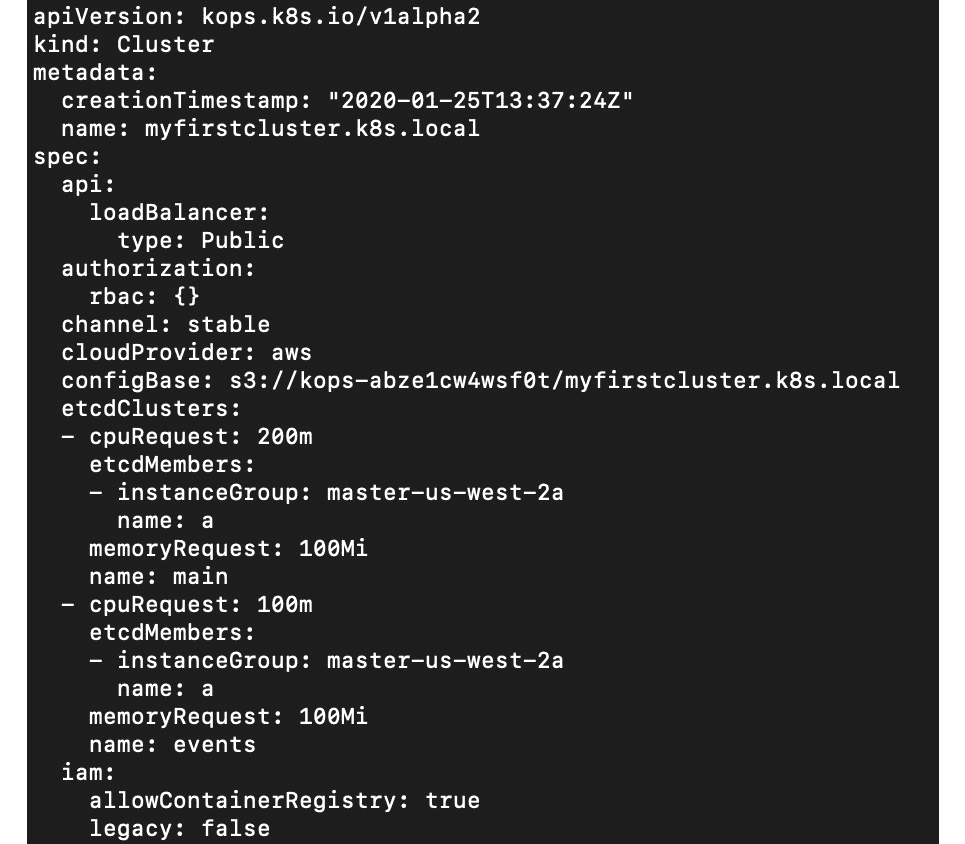 apiVersion: kops.k8s.io/v1alpha2
kind: Cluster
metadata:
  creationTimestamp: "2020-01-25T13:37:24Z"
  name: myfirstcluster.k8s.local
spec:
  api:
    loadBalancer:
      type: Public
  authorization:
    rbac: {}
  channel: stable
  cloudProvider: aws
  configBase: s3://kops-abze1cw4wsf0t/myfirstcluster.k8s.local
  etcdClusters:
  - cpuRequest: 200m
    etcdMembers:
    - instanceGroup: master-us-west-2a
      name: a
    memoryRequest: 100Mi
    name: main
  - cpuRequest: 100m
    etcdMembers:
    - instanceGroup: master-us-west-2a
      name: a
    memoryRequest: 100Mi
    name: events
  iam:
    allowContainerRegistry: true
    legacy: false